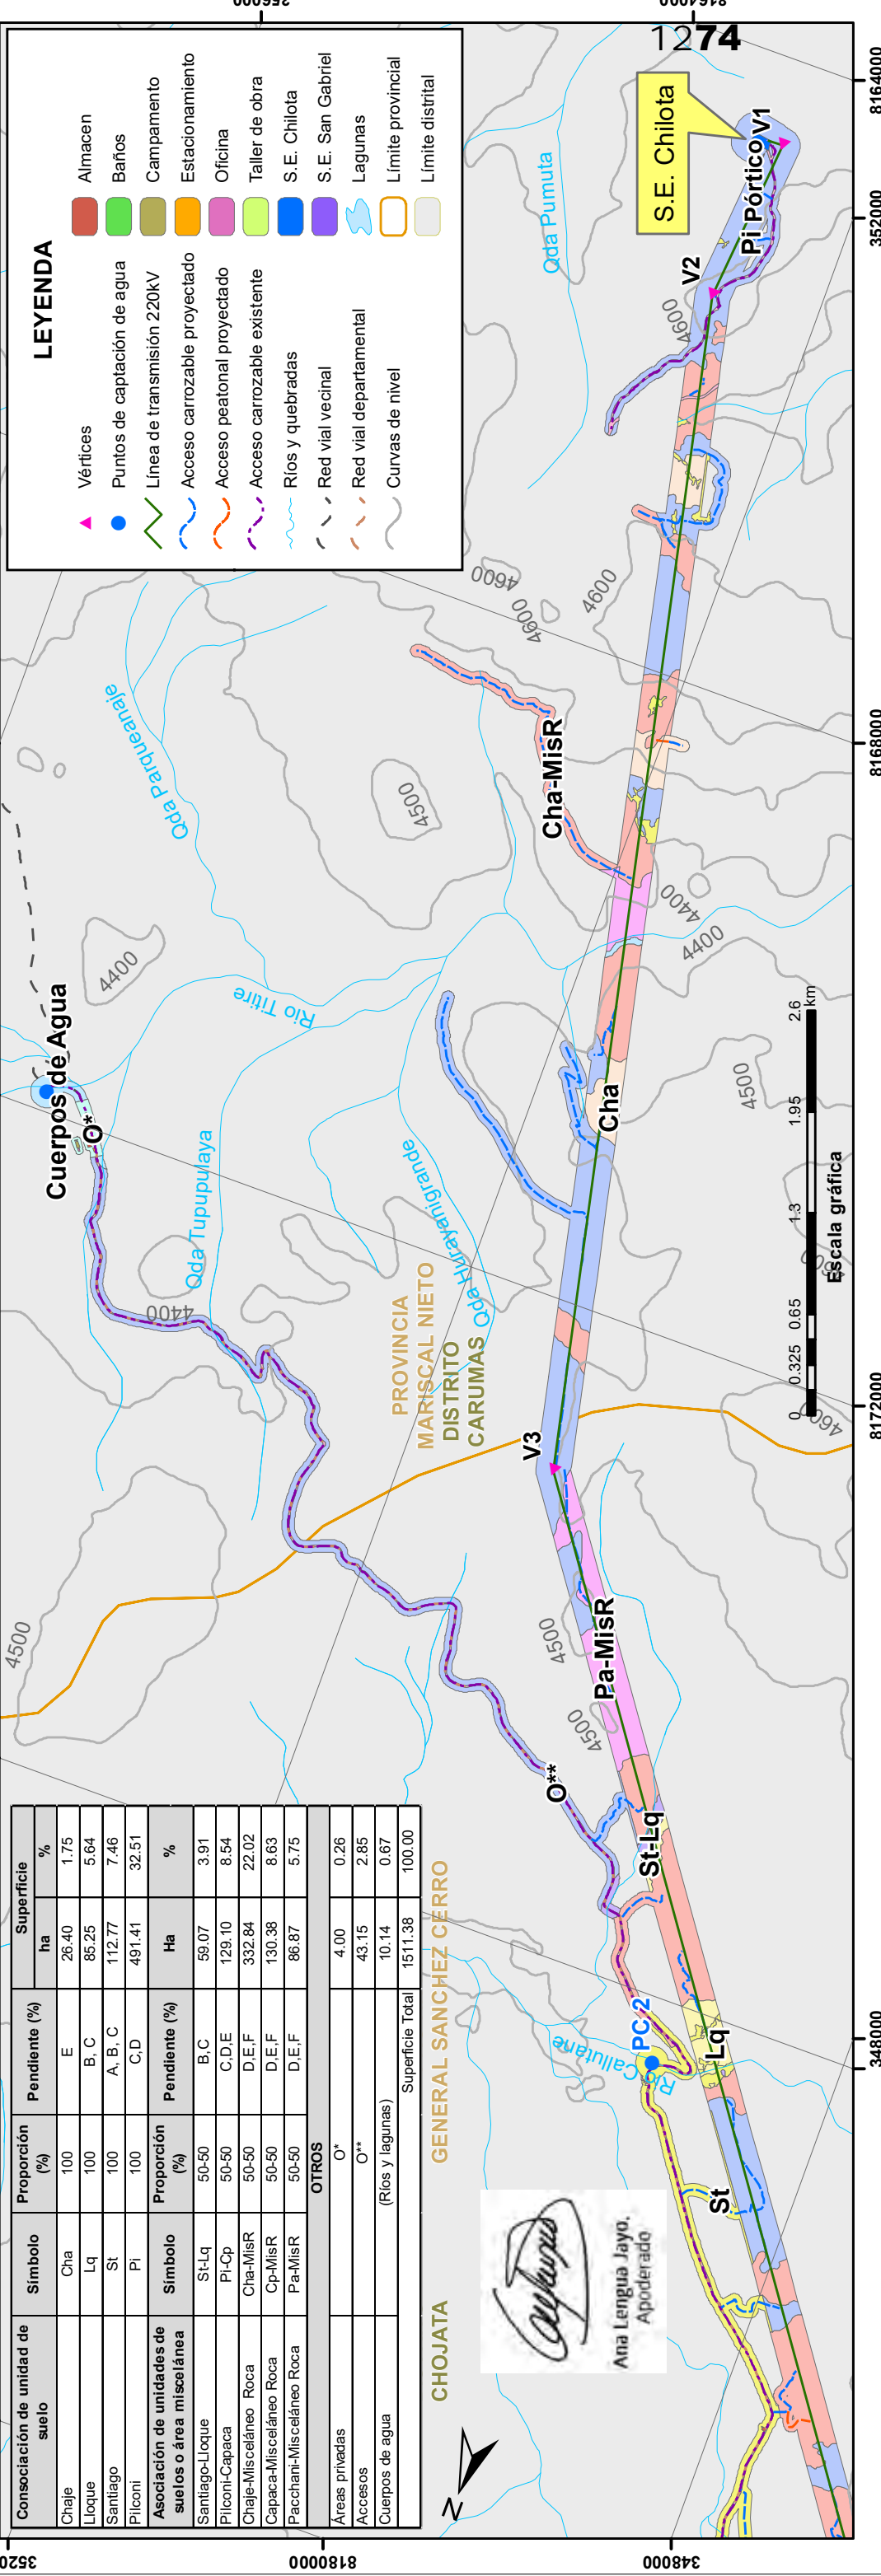 1274
LEYENDA
Vértices
Puntos de captación de agua
Línea de transmisión 220kV
Acceso carrozable proyectado
Acceso peatonal proyectado
Acceso carrozable existente
Ríos y quebradas
Red vial vecinal
Red vial departamental
Curvas de nivel
Almacen
Baños
Campamento
Estacionamiento
Oficina
Taller de obra
S.E. Chilota
S.E. San Gabriel
Lagunas
Límite provincial
Límite distrital
Consociación de unidad de suelo | Simbolo | Proporción (%) | Pendiente (%) | Superficie
ha | %
Chaje | Cha | 100 | E | 26.40 | 1.75
Lloque | Lq | 100 | B, C | 85.25 | 5.64
Santiago | St | 100 | A, B, C | 112.77 | 7.46
Pilconi | Pi | 100 | C,D | 491.41 | 32.51
Asociación de unidades de suelos o área miscelánea | Simbolo | Proporción (%) | Pendiente (%) | Ha | %
Santiago-Lloque | St-Lq | 50-50 | B,C | 59.07 | 3.91
Pilconi-Capaca | Pi-Cp | 50-50 | C,D,E | 129.10 | 8.54
Chaje-Misceláneo Roca | Cha-MisR | 50-50 | D,E,F | 332.84 | 22.02
Capaca-Misceláneo Roca | Cp-MisR | 50-50 | D,E,F | 130.38 | 8.63
Pacchani-Misceláneo Roca | Pa-MisR | 50-50 | D,E,F | 86.87 | 5.75
OTROS
Áreas privadas | O* | 4.00 | 0.26
Accesos | O** | 43.15 | 2.85
Cuerpos de agua | (Ríos y lagunas) | 10.14 | 0.67
Superficie Total | 1511.38 | 100.00
Cuerpos de Agua
O*
Qda Parqueanaje
Rio Titire
Qda Tupupulaya
Qda Hurayanigrande
Qda Pumuta
Río Callutane
PROVINCIA
MARISCAL NIETO
DISTRITO
CARUMAS
GENERAL SANCHEZ CERRO
CHOJATA
S.E. Chilota
Pi Pórtico V1
V2
V3
Cha-MisR
Cha
Pa-MisR
O**
St-Lq
PC-2
Lq
St
4400
4400
4400
4400
4500
4500
4500
4500
4500
4600
4600
4600
4600
4600
N
Ana Lengua Jayo.
Apoderado
0 0.325 0.65 1.3 1.95 2.6
km
Escala gráfica
8164000
352000
8168000
8172000
348000
8180000
348000